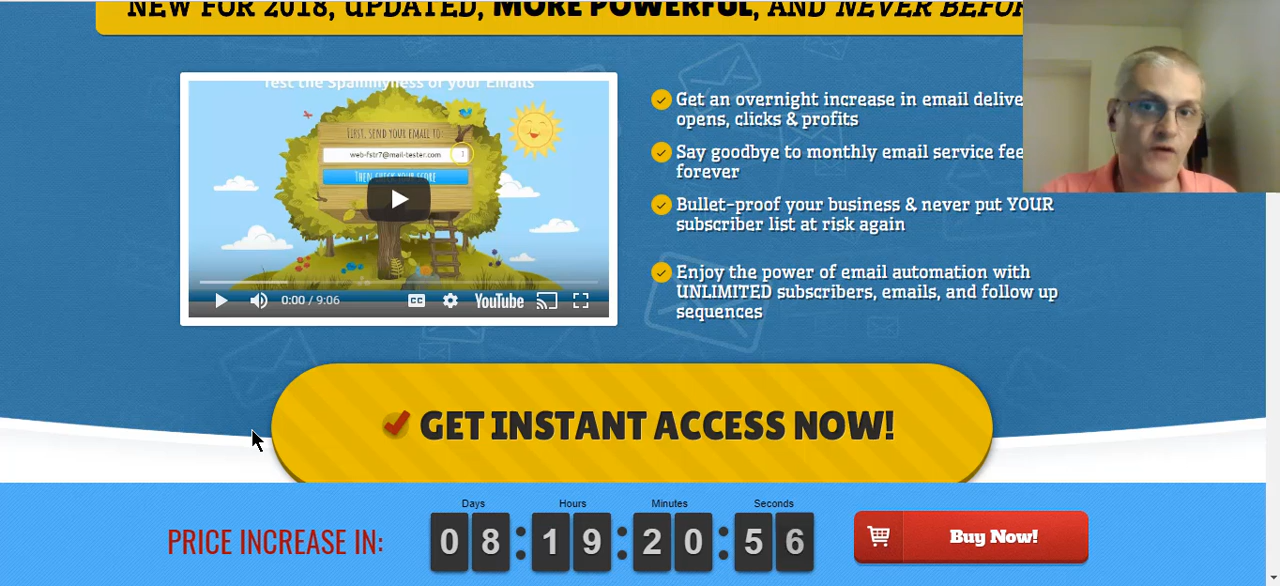 NEW FOR 2018, UPDATED, MORE POWERFUL, AND NEVER BEFOR
Test the Spammyness of your Emails
FIRST, SEND YOUR EMAIL TO:
web-fstr7@mail-tester.com
THEN CHECK YOUR SCORE
0:00 / 9:06
CC
YouTube
Get an overnight increase in email delive
opens, clicks & profits
Say goodbye to monthly email service fee
forever
Bullet-proof your business & never put YOUR
subscriber list at risk again
Enjoy the power of email automation with
UNLIMITED subscribers, emails, and follow up
sequences
GET INSTANT ACCESS NOW!
PRICE INCREASE IN:
Days Hours Minutes Seconds
08:19:20:56
Buy Now!